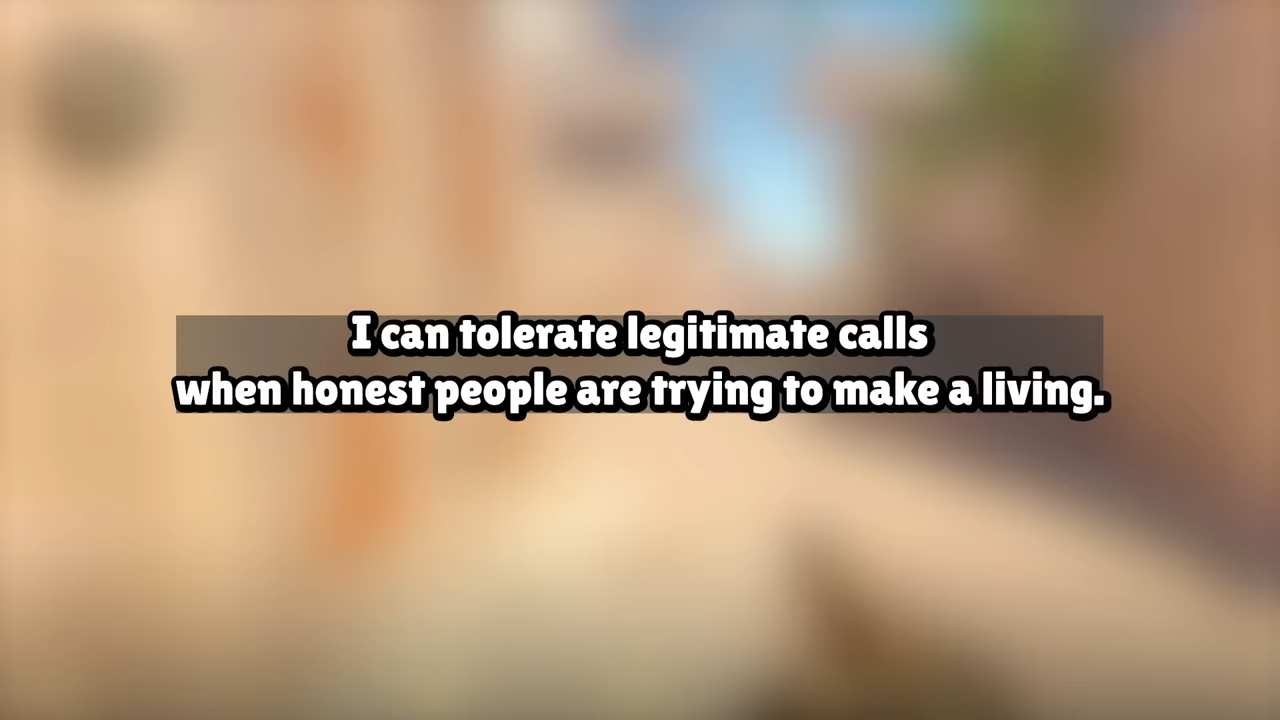 I can tolerate legitimate calls
when honest people are trying to make a living.